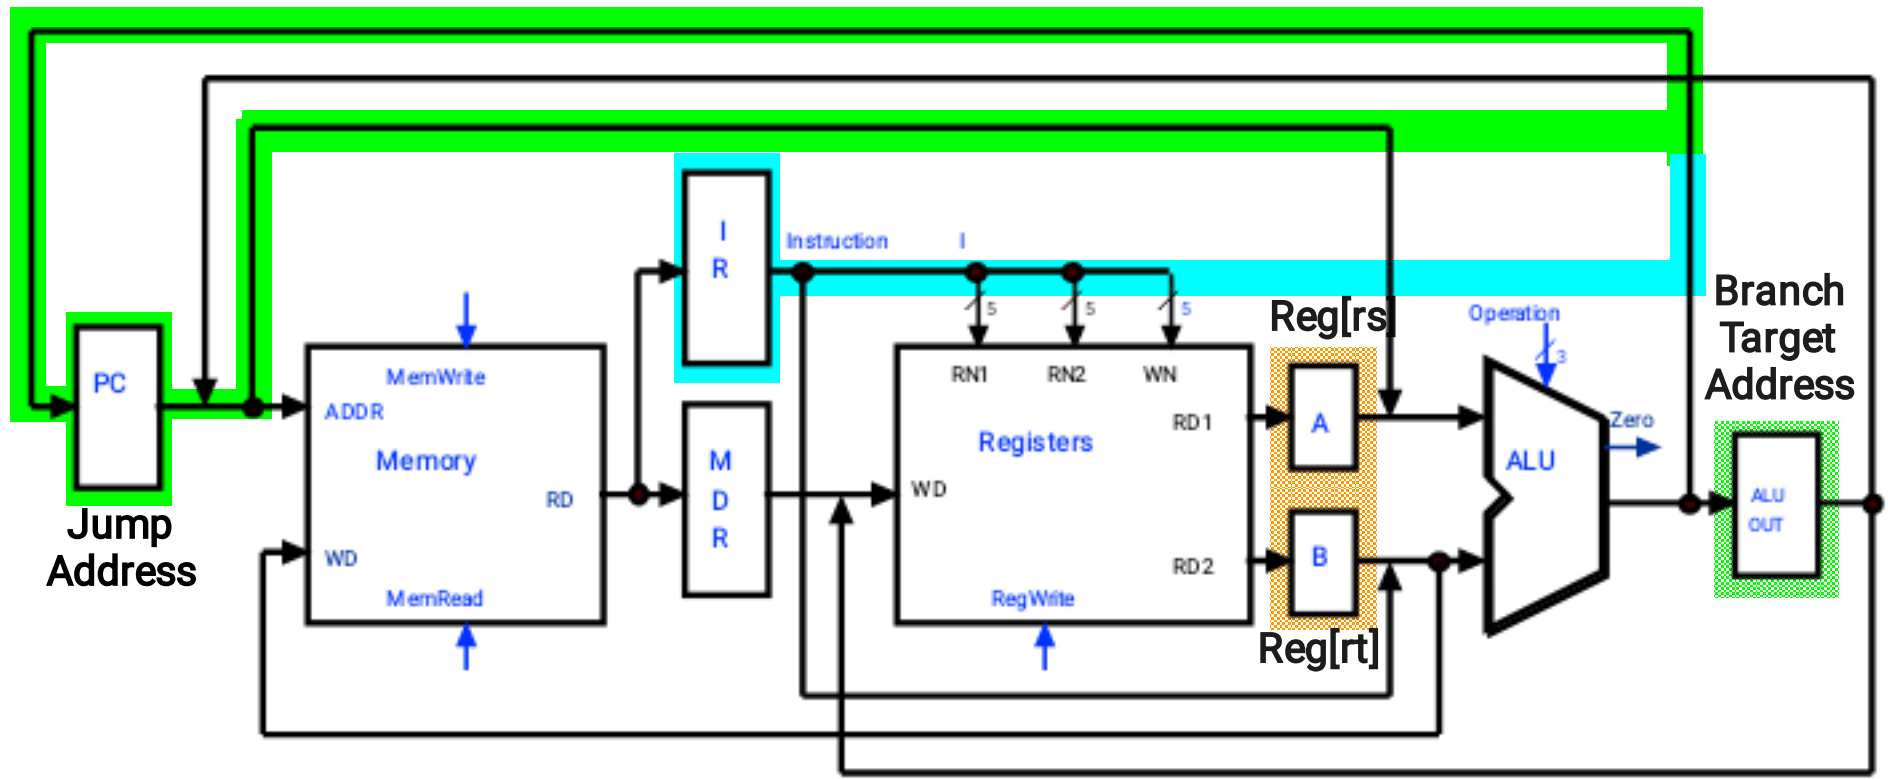 I
R
Instruction I
5 5 5
Branch
Target
Address
Reg[rs]
Operation
3
PC
MemWrite
RN1 RN2 WN
ADDR
RD1
A
Zero
Memory
M
D
R
Registers
ALU
RD
WD
ALU
OUT
Jump
Address
WD
RD2
B
MemRead
RegWrite
Reg[rt]